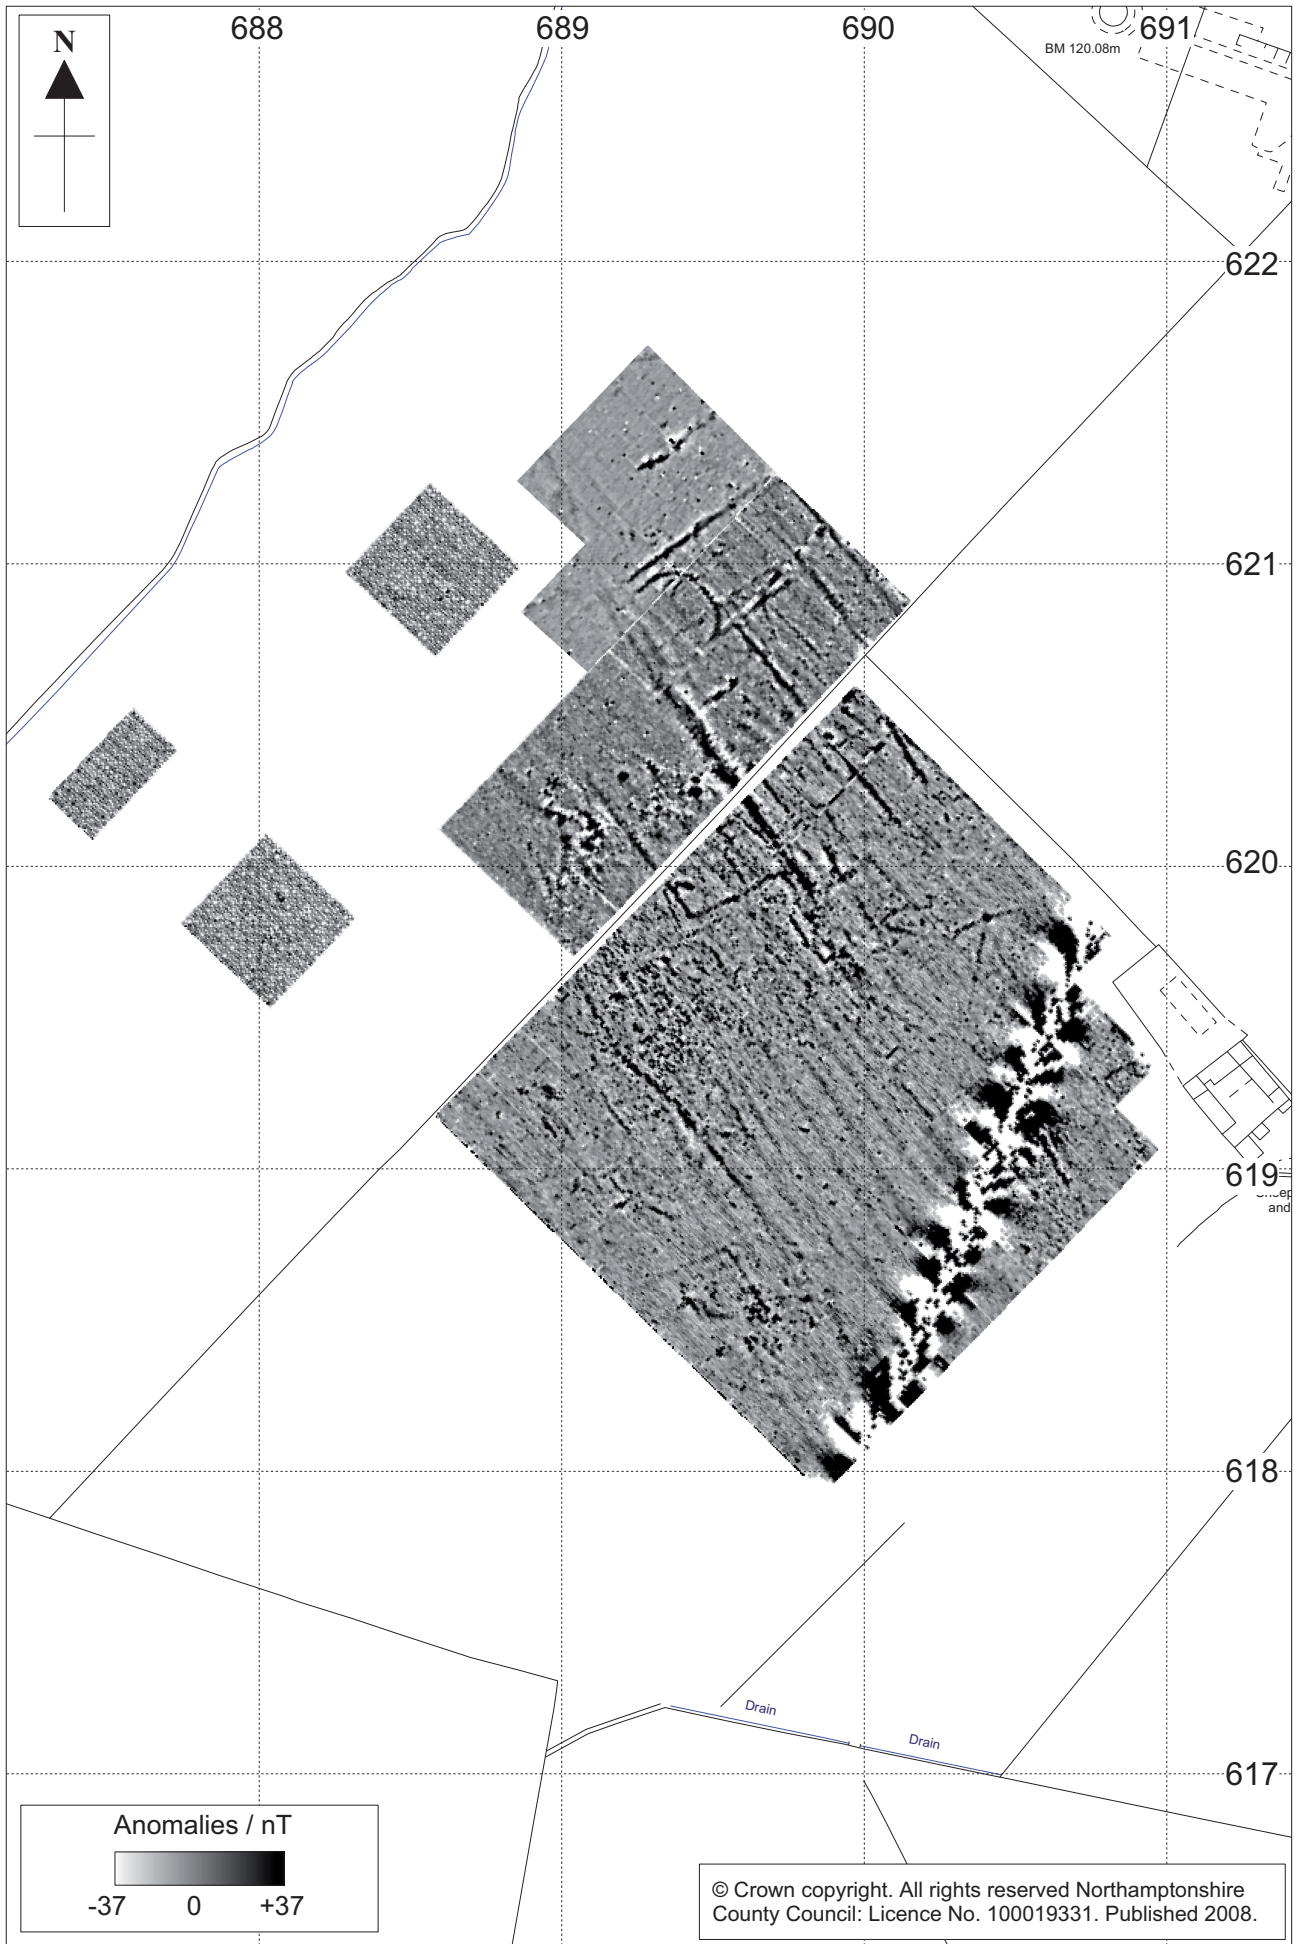 688
689
690
691
N
BM 120.08m
622
621
620
619
and
618
Drain
Drain
617
Anomalies / nT
-37 0 +37
© Crown copyright. All rights reserved Northamptonshire
County Council: Licence No. 100019331. Published 2008.